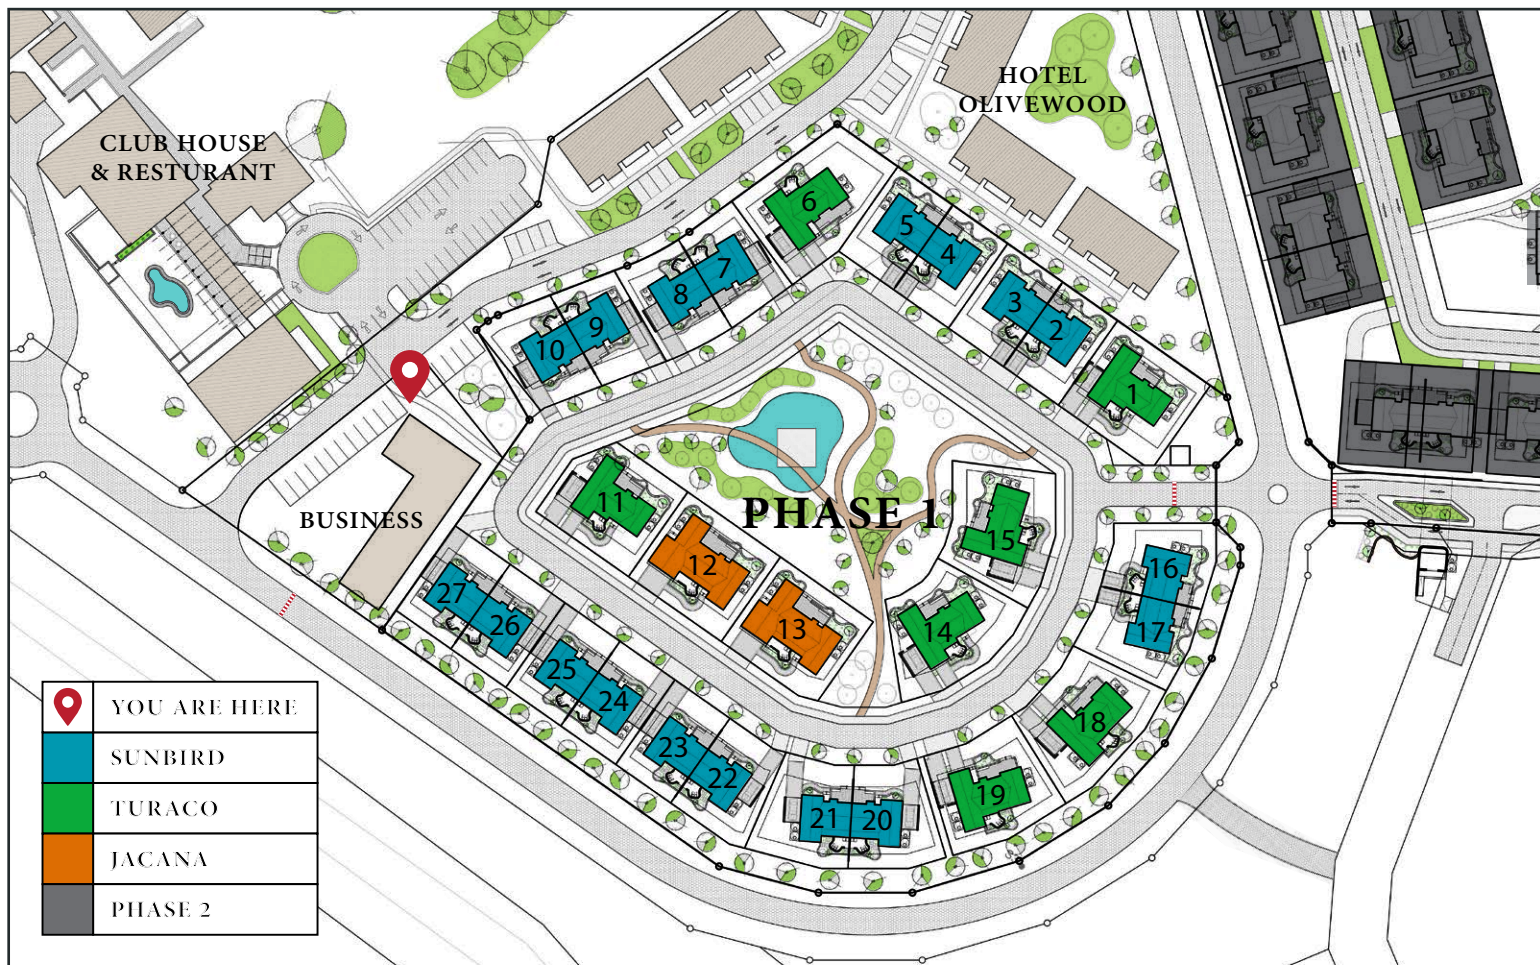 HOTEL
OLIVEWOOD
CLUB HOUSE
& RESTURANT
6
5
4
7
8
3
2
9
10
1
PHASE 1
11
15
12
13
14
16
17
BUSINESS
27
26
25
24
23
22
21
20
19
18
YOU ARE HERE
SUNBIRD
TURACO
JACANA
PHASE 2